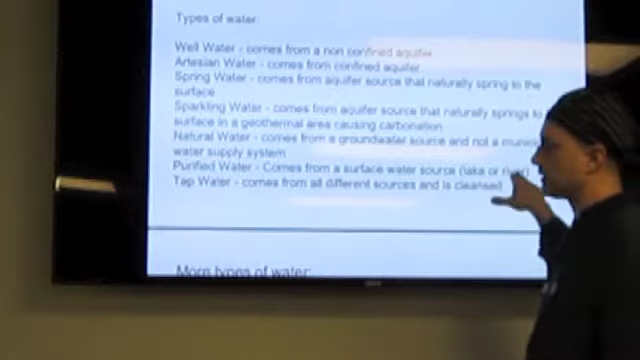 Types of water:
Well Water - comes from a non confined aquifer
Artesian Water - comes from confined aquifer
Spring Water - comes from aquifer source that naturally spring to the
surface
Sparkling Water - comes from aquifer source that naturally springs to
surface in a geothermal area causing carbonation
Natural Water - comes from a groundwater source and not a
water supply system
Purified Water - Comes from a surface water source (lake or river)
Tap Water - comes from all different sources and is cleansed
More types of water: